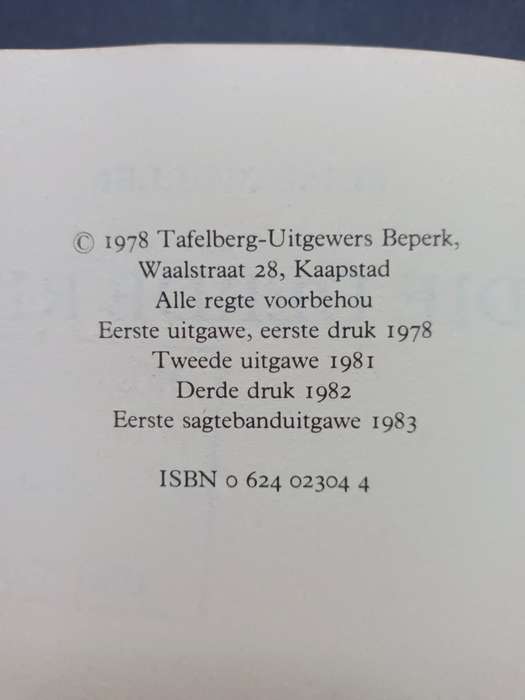 © 1978 Tafelberg-Uitgewers Beperk,
Waalstraat 28, Kaapstad
Alle regte voorbehou
Eerste uitgawe, eerste druk 1978
Tweede uitgawe 1981
Derde druk 1982
Eerste sagtebanduitgawe 1983
ISBN 0 624 02304 4